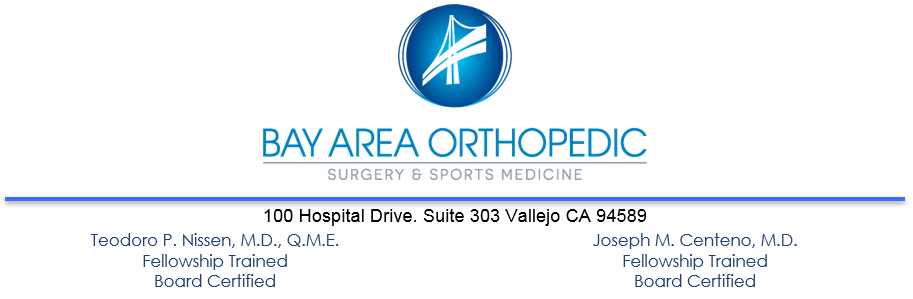 BAY AREA ORTHOPEDIC
SURGERY & SPORTS MEDICINE
100 Hospital Drive. Suite 303 Vallejo CA 94589
Teodoro P. Nissen, M.D., Q.M.E.
Joseph M. Centeno, M.D.
Fellowship Trained
Fellowship Trained
Board Certified
Board Certified